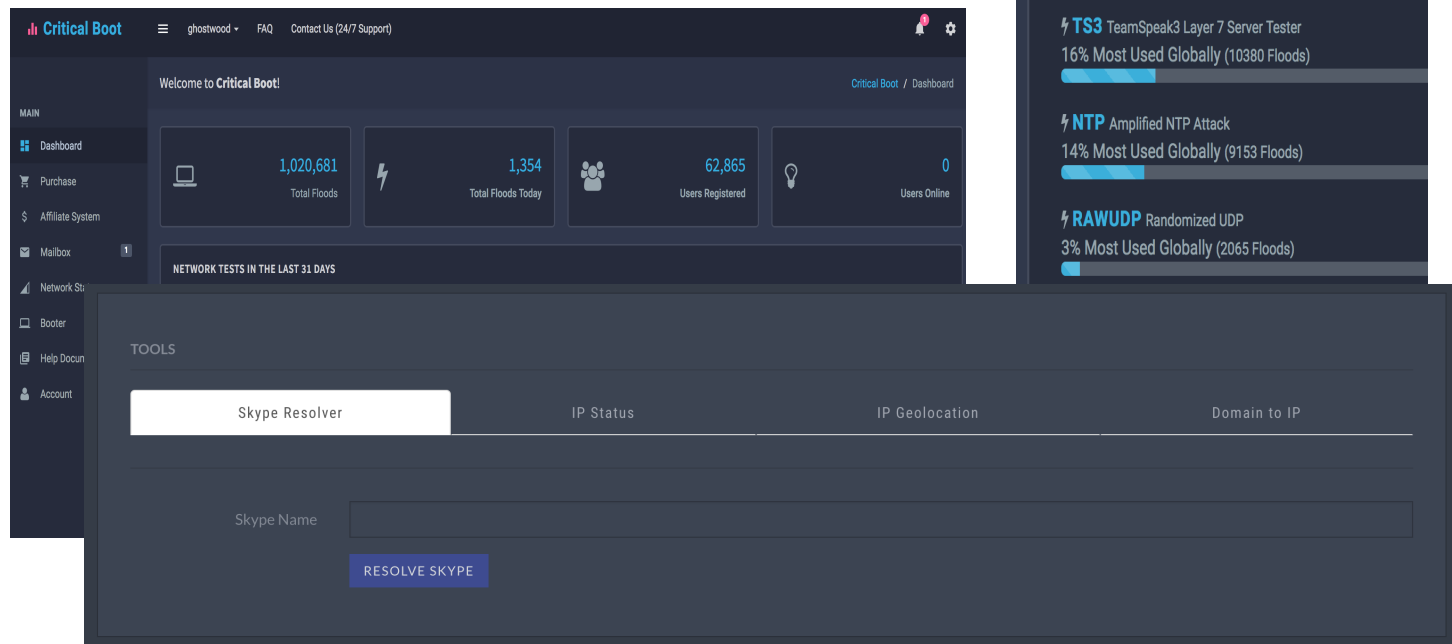 Critical Boot
ghostwood
FAQ
Contact Us (24/7 Support)
1
Welcome to Critical Boot!
Critical Boot / Dashboard
MAIN
Dashboard
Purchase
Affiliate System
Mailbox
1
Network Sta
Booter
Help Docum
Account
1,020,681
Total Floods
1,354
Total Floods Today
62,865
Users Registered
0
Users Online
NETWORK TESTS IN THE LAST 31 DAYS
TS3 TeamSpeak3 Layer 7 Server Tester
16% Most Used Globally (10380 Floods)
NTP Amplified NTP Attack
14% Most Used Globally (9153 Floods)
RAWUDP Randomized UDP
3% Most Used Globally (2065 Floods)
TOOLS
Skype Resolver
IP Status
IP Geolocation
Domain to IP
Skype Name
RESOLVE SKYPE